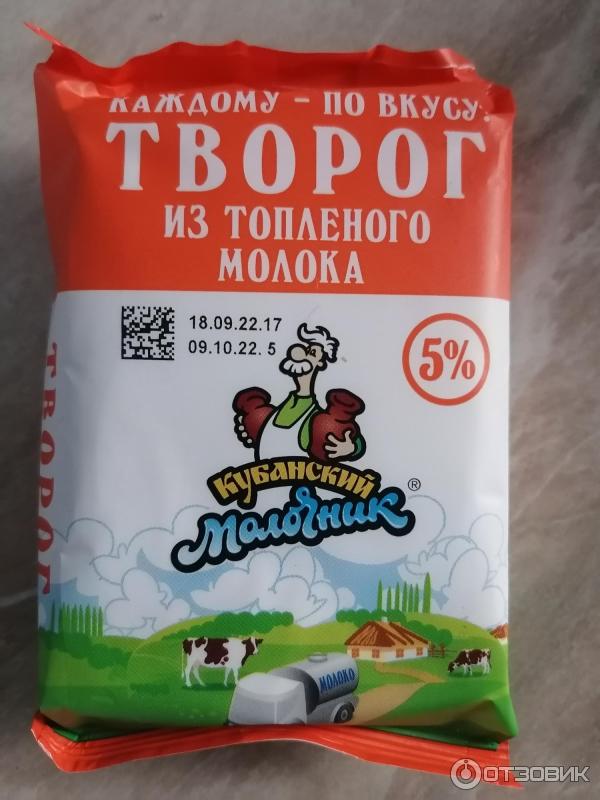 КАЖДОМУ - ПО ВКУСУ!
ТВОРОГ
ИЗ ТОПЛЕНОГО
МОЛОКА
18.09.22.17
09.10.22. 5
5%
ТВОРОГ
Кубанский
Молочник ®
МОЛОКО
ОТЗОВИК